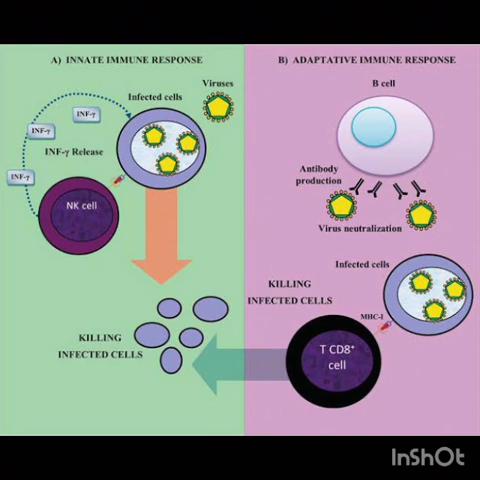 A) INNATE IMMUNE RESPONSE
Viruses
Infected cells
INF-γ
INF-γ
INF-γ Release
INF-γ
NK cell
KILLING
INFECTED CELLS
B) ADAPTATIVE IMMUNE RESPONSE
B cell
Antibody
production
Virus neutralization
Infected cells
KILLING
INFECTED CELLS
MHC-I
T CD8⁺
cell
InShOt